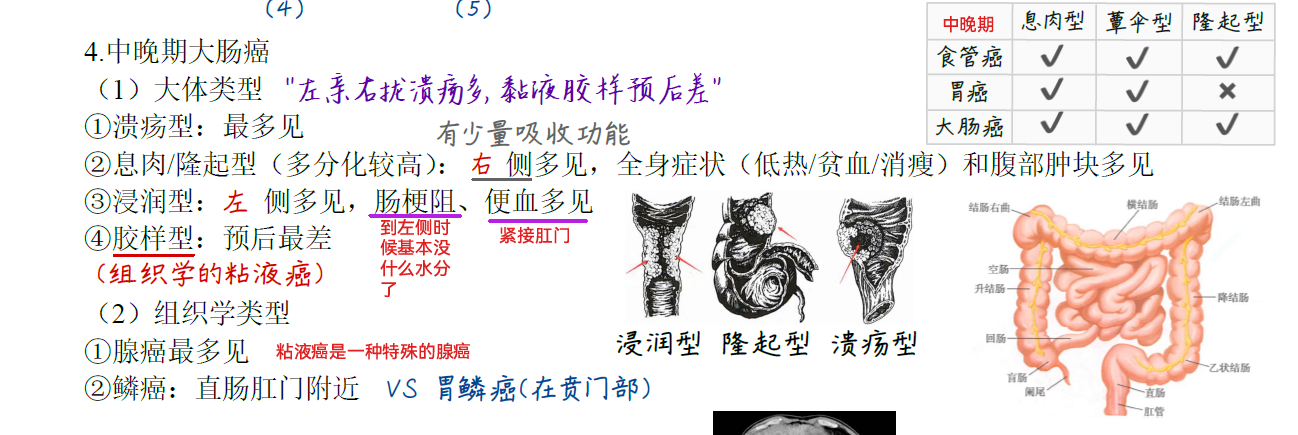 (4) (5)
4.中晚期大肠癌
（1）大体类型 "左亲右拢溃疡多,黏液胶样预后差"
①溃疡型：最多见
有少量吸收功能
②息肉/隆起型（多分化较高）：右 侧多见，全身症状（低热/贫血/消瘦）和腹部肿块多见
③浸润型：左 侧多见，肠梗阻、便血多见
到左侧时
候基本没
什么水分
了
紧接肛门
④胶样型：预后最差
(组织学的粘液癌)
（2）组织学类型
①腺癌最多见 粘液癌是一种特殊的腺癌
②鳞癌：直肠肛门附近 VS 胃鳞癌(在贲门部)
中晚期 息肉型 蕈伞型 隆起型
食管癌 ✓ ✓ ✓
胃癌 ✓ ✓ ×
大肠癌 ✓ ✓ ✓
浸润型 隆起型 溃疡型
结肠右曲
横结肠
结肠左曲
空肠
升结肠
降结肠
回肠
盲肠
阑尾
乙状结肠
直肠
肛管